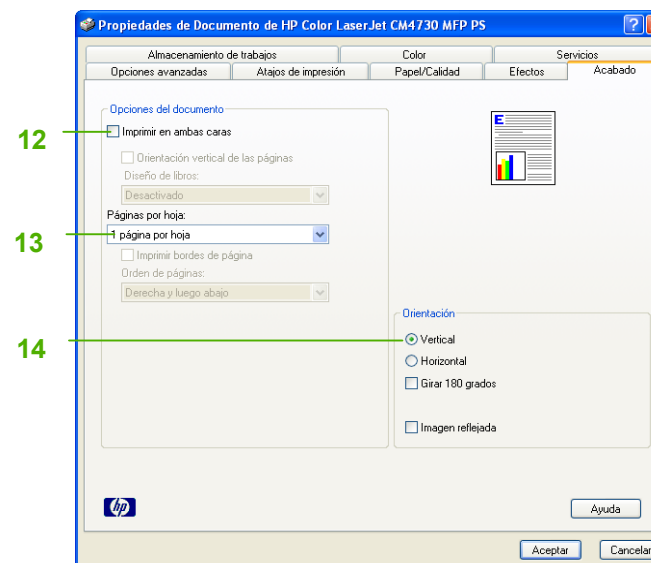 Propiedades de Documento de HP Color LaserJet CM4730 MFP PS
Almacenamiento de trabajos Color Servicios
Opciones avanzadas Atajos de impresión Papel/Calidad Efectos Acabado
Opciones del documento
12
Imprimir en ambas caras
Orientación vertical de las páginas
Diseño de libros:
Desactivado
Páginas por hoja:
13
1 página por hoja
Imprimir bordes de página
Orden de páginas:
Derecha y luego abajo
E
Orientación
14
Vertical
Horizontal
Girar 180 grados
Imagen reflejada
hp
Ayuda
Aceptar Cancelar